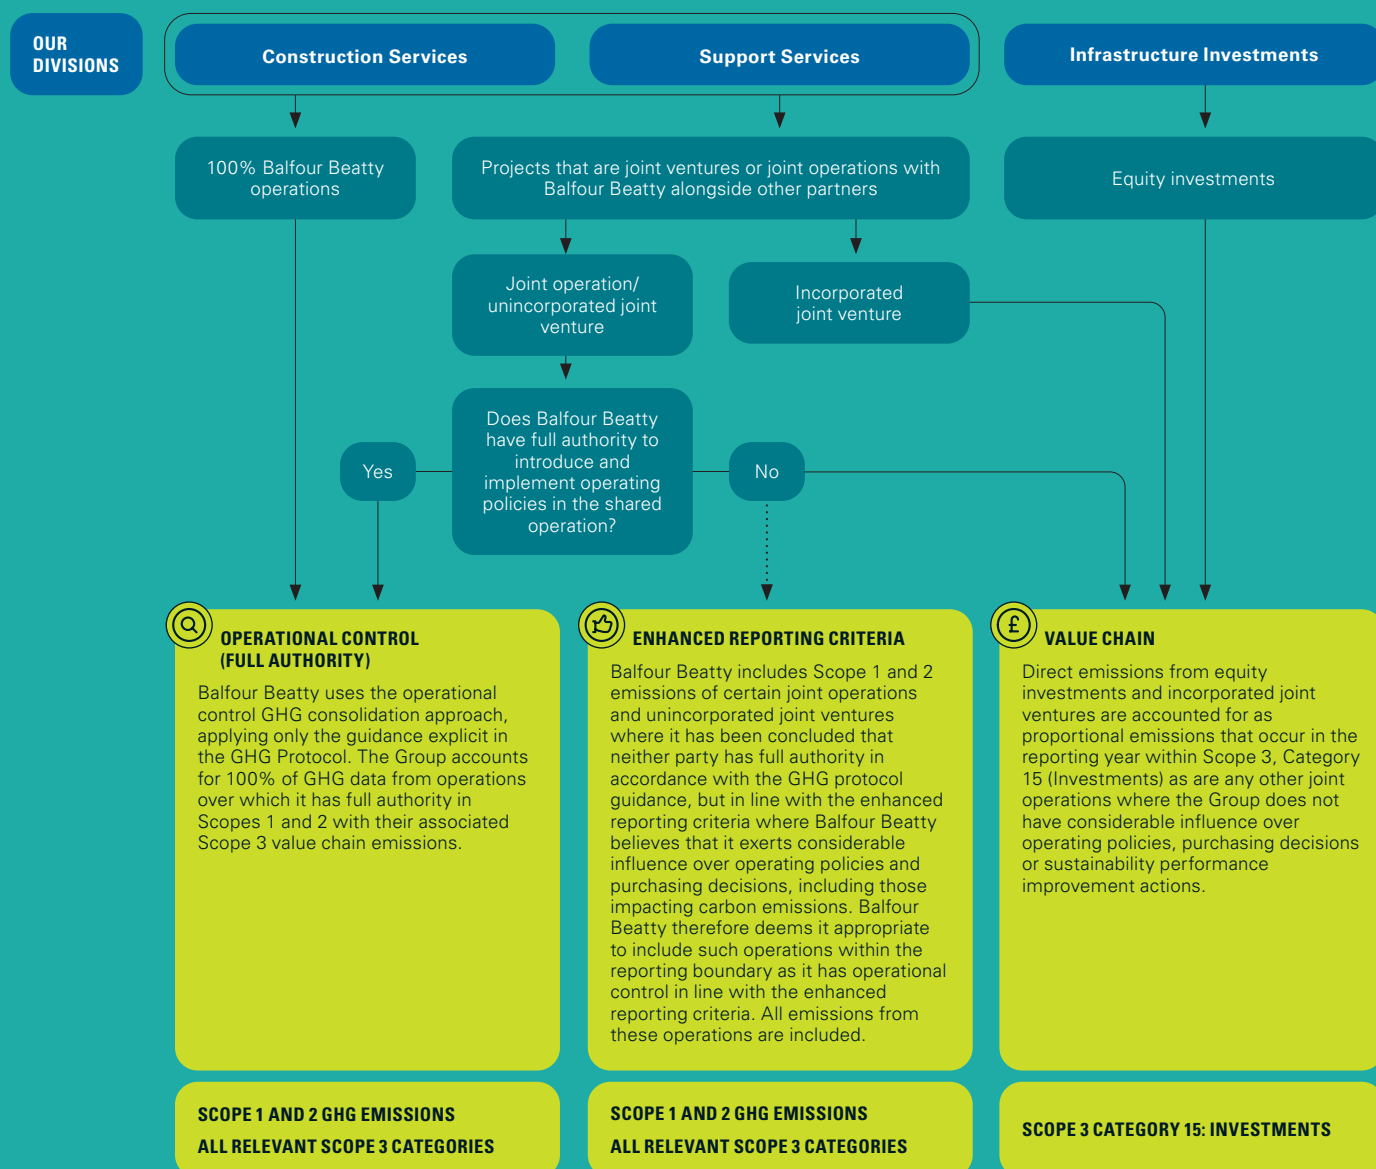 OUR
DIVISIONS
Construction Services
Support Services
Infrastructure Investments
100% Balfour Beatty
operations
Projects that are joint ventures or joint operations with
Balfour Beatty alongside other partners
Equity investments
Joint operation/
unincorporated joint
venture
Incorporated
joint venture
Does Balfour Beatty
have full authority to
introduce and
implement operating
policies in the shared
operation?
Yes
No
OPERATIONAL CONTROL
(FULL AUTHORITY)
Balfour Beatty uses the operational
control GHG consolidation approach,
applying only the guidance explicit in
the GHG Protocol. The Group accounts
for 100% of GHG data from operations
over which it has full authority in
Scopes 1 and 2 with their associated
Scope 3 value chain emissions.
ENHANCED REPORTING CRITERIA
Balfour Beatty includes Scope 1 and 2
emissions of certain joint operations
and unincorporated joint ventures
where it has been concluded that
neither party has full authority in
accordance with the GHG protocol
guidance, but in line with the enhanced
reporting criteria where Balfour Beatty
believes that it exerts considerable
influence over operating policies and
purchasing decisions, including those
impacting carbon emissions. Balfour
Beatty therefore deems it appropriate
to include such operations within the
reporting boundary as it has operational
control in line with the enhanced
reporting criteria. All emissions from
these operations are included.
£
VALUE CHAIN
Direct emissions from equity
investments and incorporated joint
ventures are accounted for as
proportional emissions that occur in the
reporting year within Scope 3, Category
15 (Investments) as are any other joint
operations where the Group does not
have considerable influence over
operating policies, purchasing decisions
or sustainability performance
improvement actions.
SCOPE 1 AND 2 GHG EMISSIONS
ALL RELEVANT SCOPE 3 CATEGORIES
SCOPE 1 AND 2 GHG EMISSIONS
ALL RELEVANT SCOPE 3 CATEGORIES
SCOPE 3 CATEGORY 15: INVESTMENTS